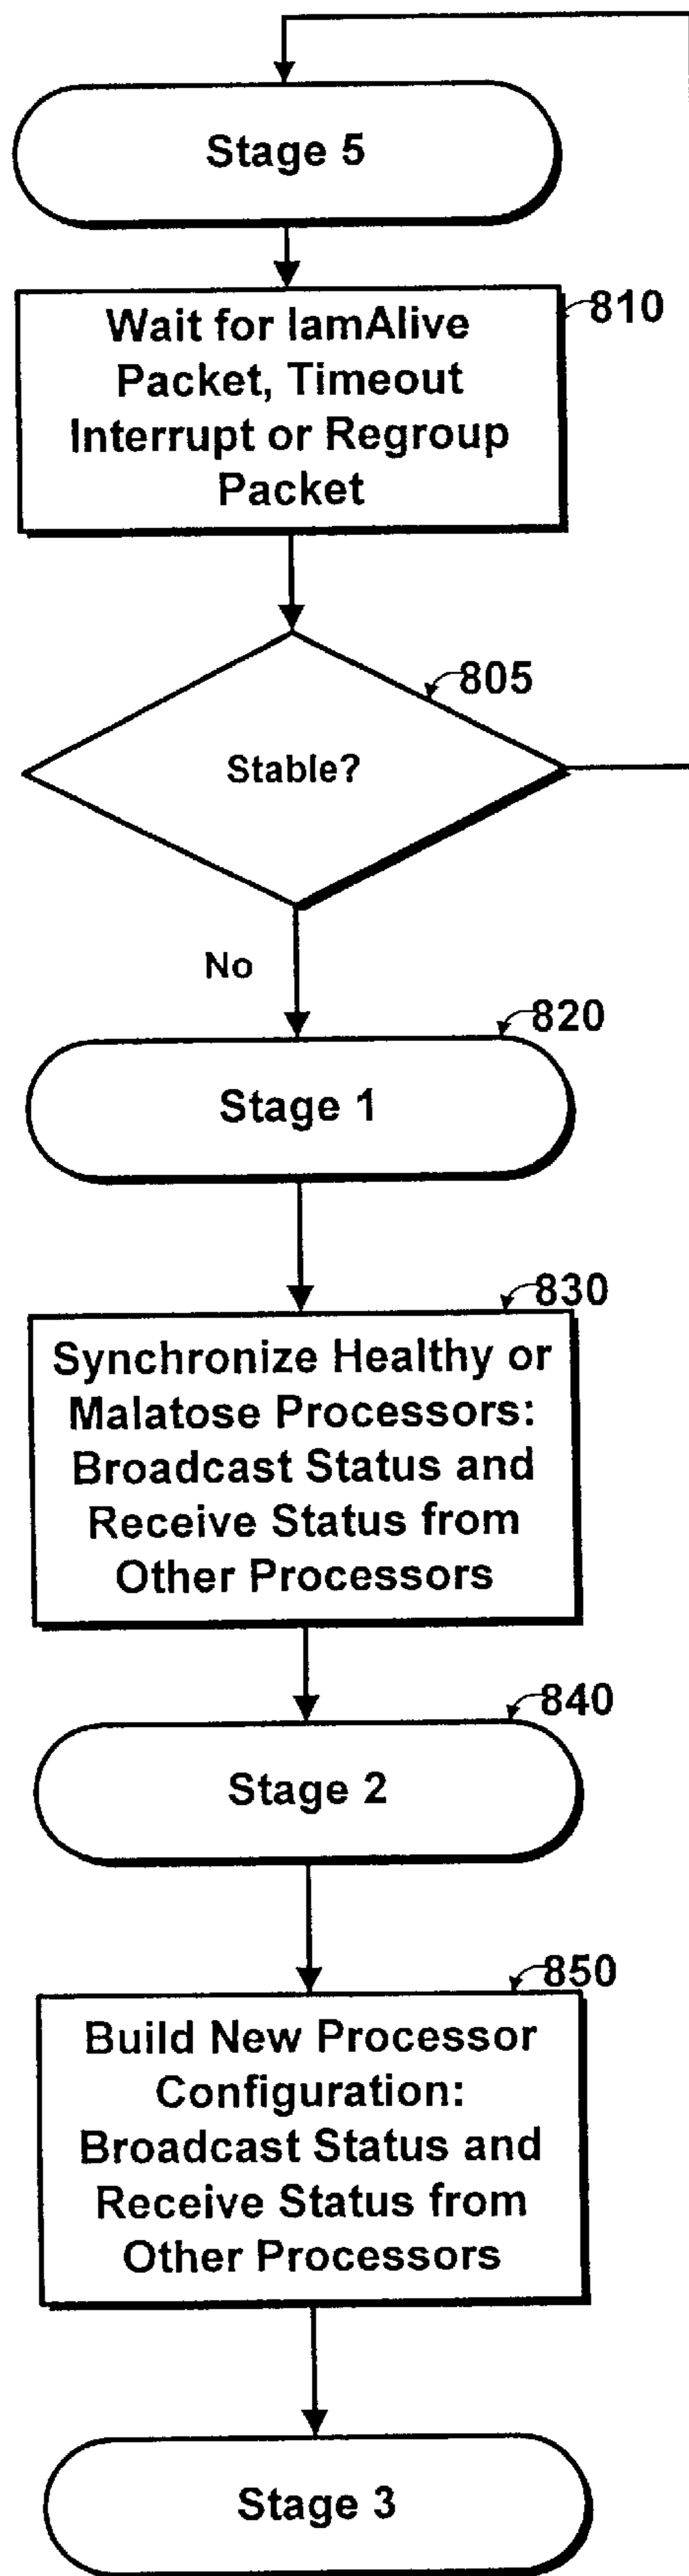 Stage 5
810
Wait for IamAlive
Packet, Timeout
Interrupt or Regroup
Packet
805
Stable?
No
820
Stage 1
830
Synchronize Healthy or
Malatose Processors:
Broadcast Status and
Receive Status from
Other Processors
840
Stage 2
850
Build New Processor
Configuration:
Broadcast Status and
Receive Status from
Other Processors
Stage 3